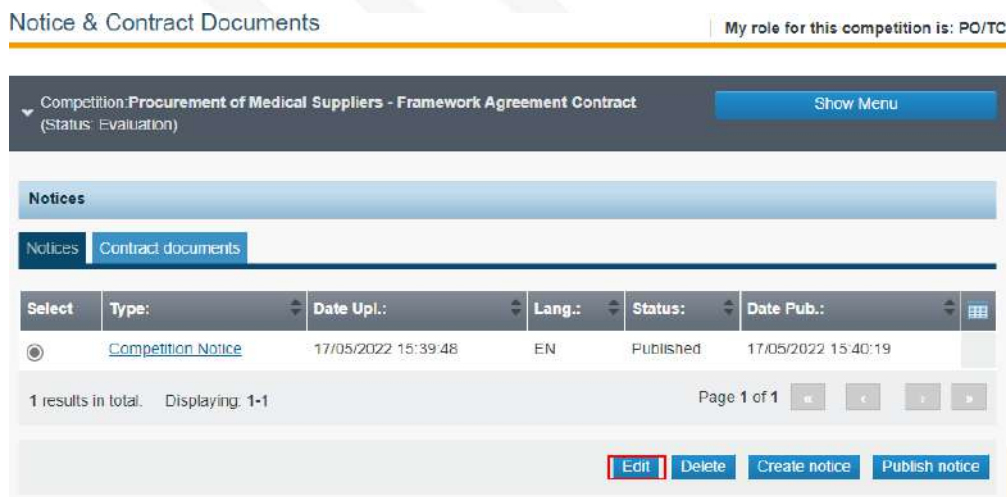 Notice & Contract Documents
My role for this competition is: PO/TC
Competition:Procurement of Medical Suppliers - Framework Agreement Contract
(Status: Evaluation)
Show Menu
Notices
Notices Contract documents
Select Type: Date Upl.: Lang.: Status: Date Pub.:
Competition Notice 17/05/2022 15:39:48 EN Published 17/05/2022 15:40:19
1 results in total. Displaying: 1-1 Page 1 of 1 « ‹ › »
Edit Delete Create notice Publish notice